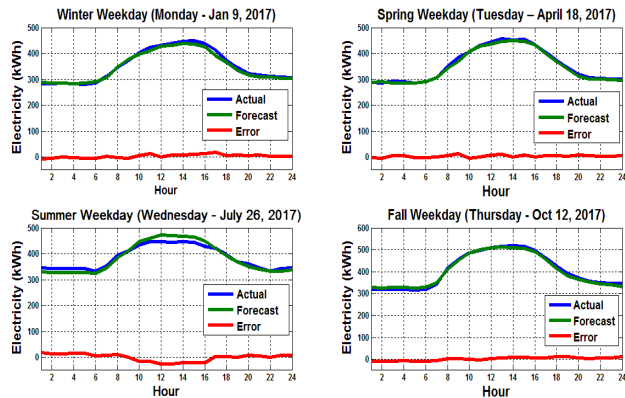 Winter Weekday (Monday - Jan 9, 2017)
Electricity (kWh)
500
400
300
200
100
0
Actual
Forecast
Error
2 4 6 8 10 12 14 16 18 20 22 24
Hour
Spring Weekday (Tuesday – April 18, 2017)
Electricity (kWh)
500
400
300
200
100
0
Actual
Forecast
Error
2 4 6 8 10 12 14 16 18 20 22 24
Hour
Summer Weekday (Wednesday - July 26, 2017)
Electricity (kWh)
500
400
300
200
100
0
Actual
Forecast
Error
2 4 6 8 10 12 14 16 18 20 22 24
Hour
Fall Weekday (Thursday - Oct 12, 2017)
Electricity (kWh)
600
500
400
300
200
100
0
Actual
Forecast
Error
2 4 6 8 10 12 14 16 18 20 22 24
Hour